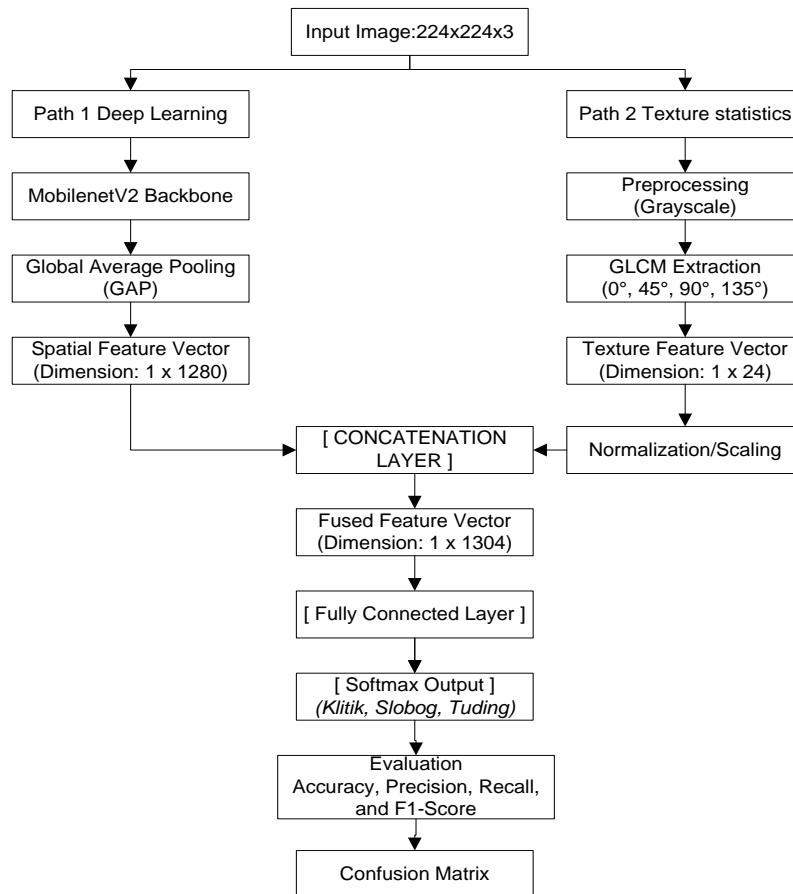 Input Image:224x224x3
Path 1 Deep Learning
MobilenetV2 Backbone
Global Average Pooling
(GAP)
Spatial Feature Vector
(Dimension: 1 x 1280)
Path 2 Texture statistics
Preprocessing
(Grayscale)
GLCM Extraction
(0°, 45°, 90°, 135°)
Texture Feature Vector
(Dimension: 1 x 24)
Normalization/Scaling
[ CONCATENATION
LAYER ]
Fused Feature Vector
(Dimension: 1 x 1304)
[ Fully Connected Layer ]
[ Softmax Output ]
(Klitik, Slobog, Tuding)
Evaluation
Accuracy, Precision, Recall,
and F1-Score
Confusion Matrix